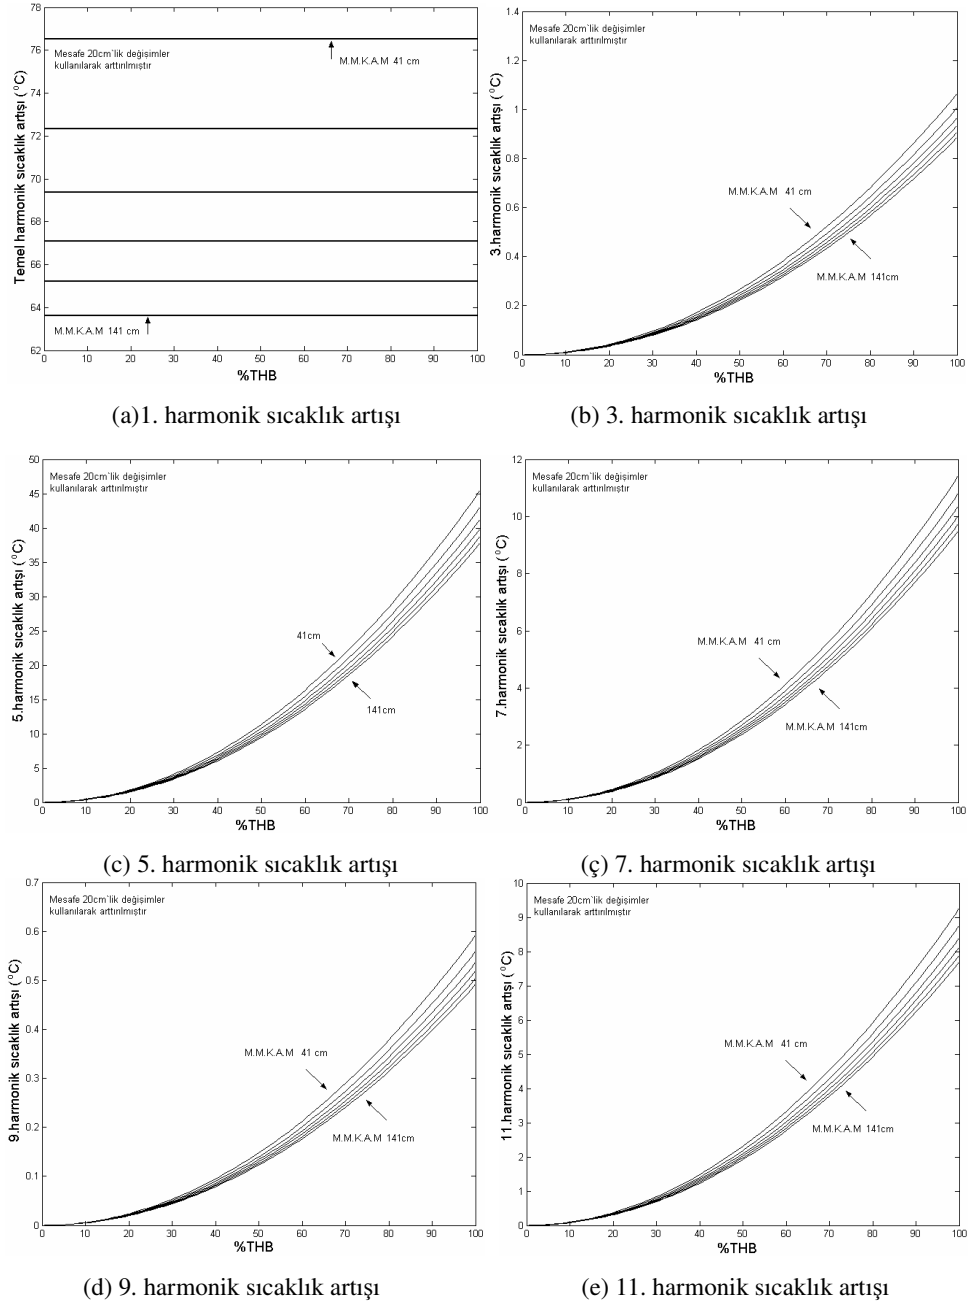 78
76
74
72
70
68
66
64
62
Temel harmonik sıcaklık artışı (⁰C)
Mesafe 20cm`lik değişimler
kullanılarak arttırılmıştır
M.M.K.A.M 41 cm
M.M.K.A.M 141 cm
0 10 20 30 40 50 60 70 80 90 100
%THB
(a)1. harmonik sıcaklık artışı
1.4
1.2
1
0.8
0.6
0.4
0.2
0
3.harmonik sıcaklık artışı (⁰C)
M.M.K.A.M 41 cm
M.M.K.A.M 141cm
0 10 20 30 40 50 60 70 80 90 100
%THB
(b) 3. harmonik sıcaklık artışı
50
45
40
35
30
25
20
15
10
5
0
5.harmonik sıcaklık artışı (⁰C)
Mesafe 20cm`lik değişimler
kullanılarak arttırılmıştır
41cm
141cm
0 10 20 30 40 50 60 70 80 90 100
%THB
(c) 5. harmonik sıcaklık artışı
12
10
8
6
4
2
0
7.harmonik sıcaklık artışı (⁰C)
Mesafe 20cm`lik değişimler
kullanılarak arttırılmıştır
M.M.K.A.M 41 cm
M.M.K.A.M 141cm
0 10 20 30 40 50 60 70 80 90 100
%THB
(ç) 7. harmonik sıcaklık artışı
0.7
0.6
0.5
0.4
0.3
0.2
0.1
0
9.harmonik sıcaklık artışı (⁰C)
Mesafe 20cm`lik değişimler
kullanılarak arttırılmıştır
M.M.K.A.M 41 cm
M.M.K.A.M 141cm
0 10 20 30 40 50 60 70 80 90 100
%THB
(d) 9. harmonik sıcaklık artışı
10
9
8
7
6
5
4
3
2
1
0
11.harmonik sıcaklık artışı (⁰C)
Mesafe 20cm`lik değişimler
kullanılarak arttırılmıştır
M.M.K.A.M 41 cm
M.M.K.A.M 141cm
0 10 20 30 40 50 60 70 80 90 100
%THB
(e) 11. harmonik sıcaklık artışı